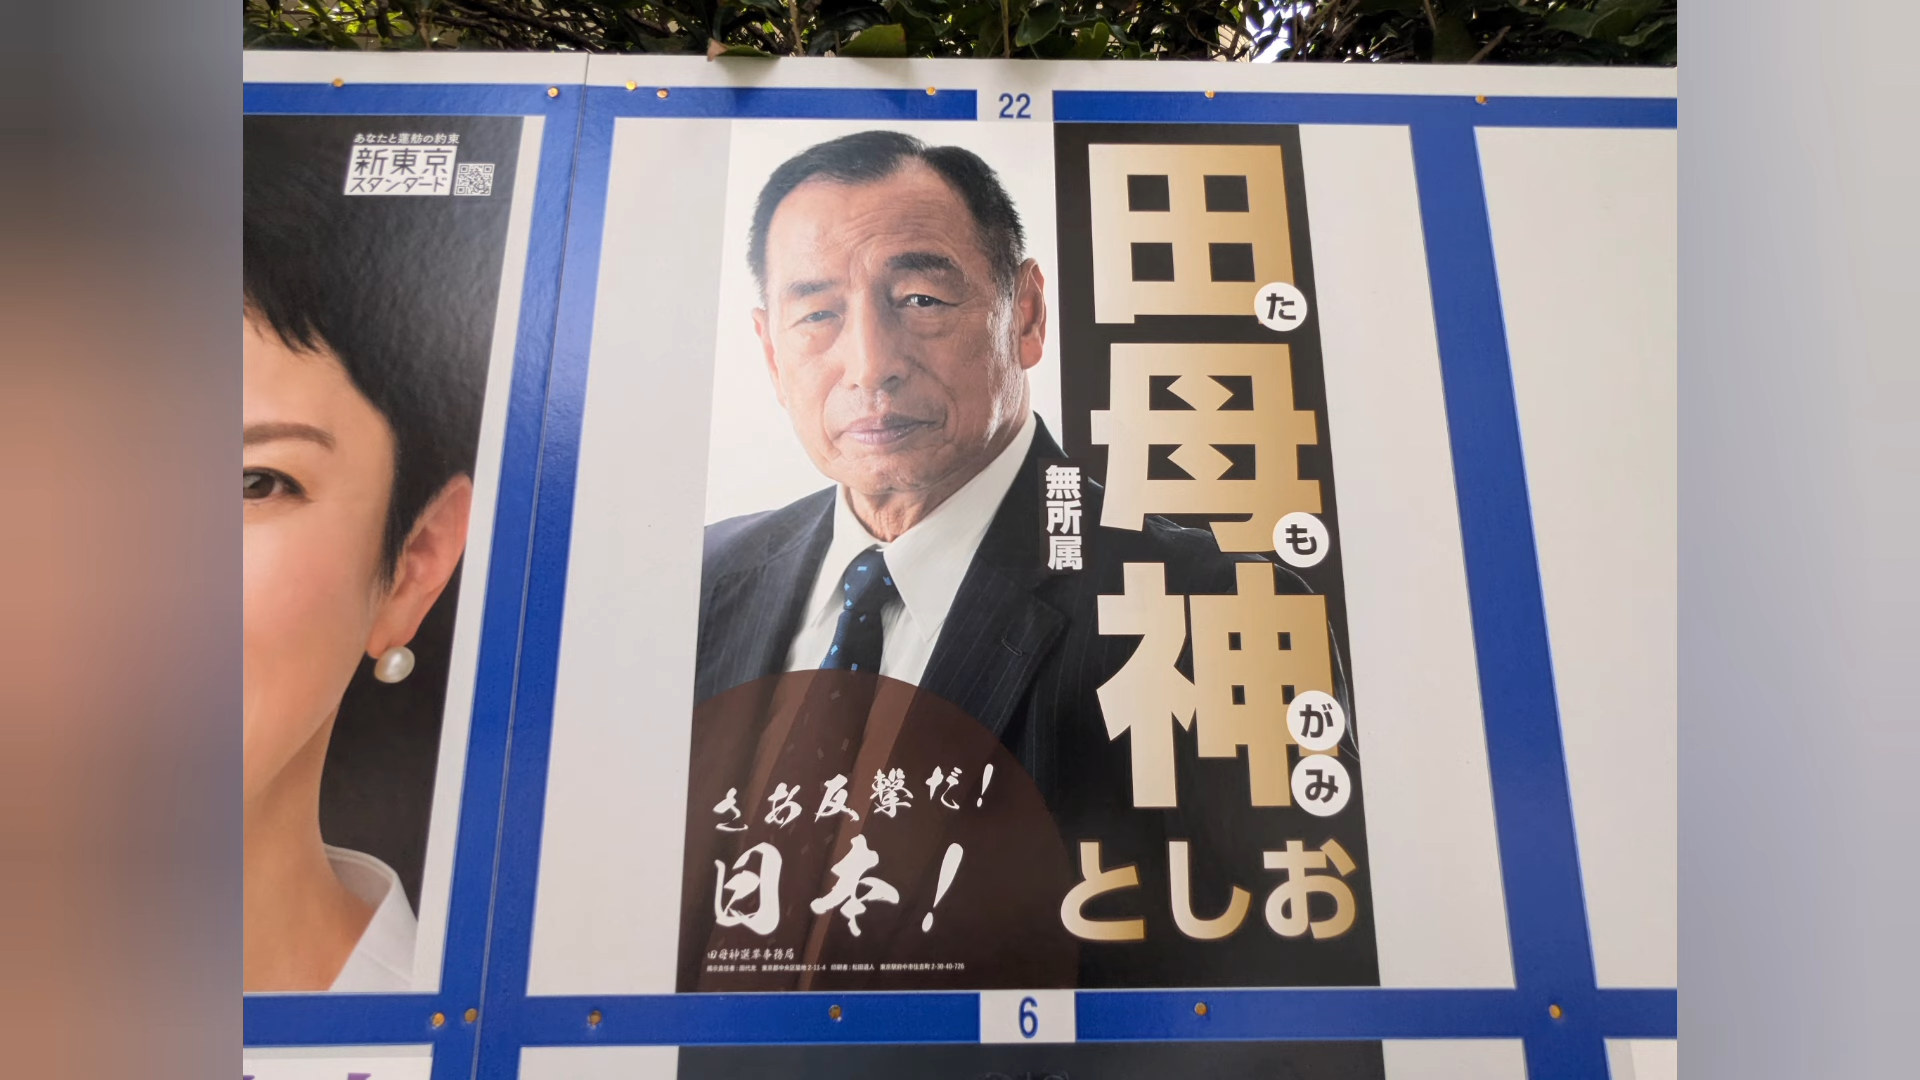 あなたと蓮舫の約束
新東京
スタンダード
22
田母神
た
も
が
み
としお
無所属
さあ反撃だ!
日本!
田母神選挙事務局
6